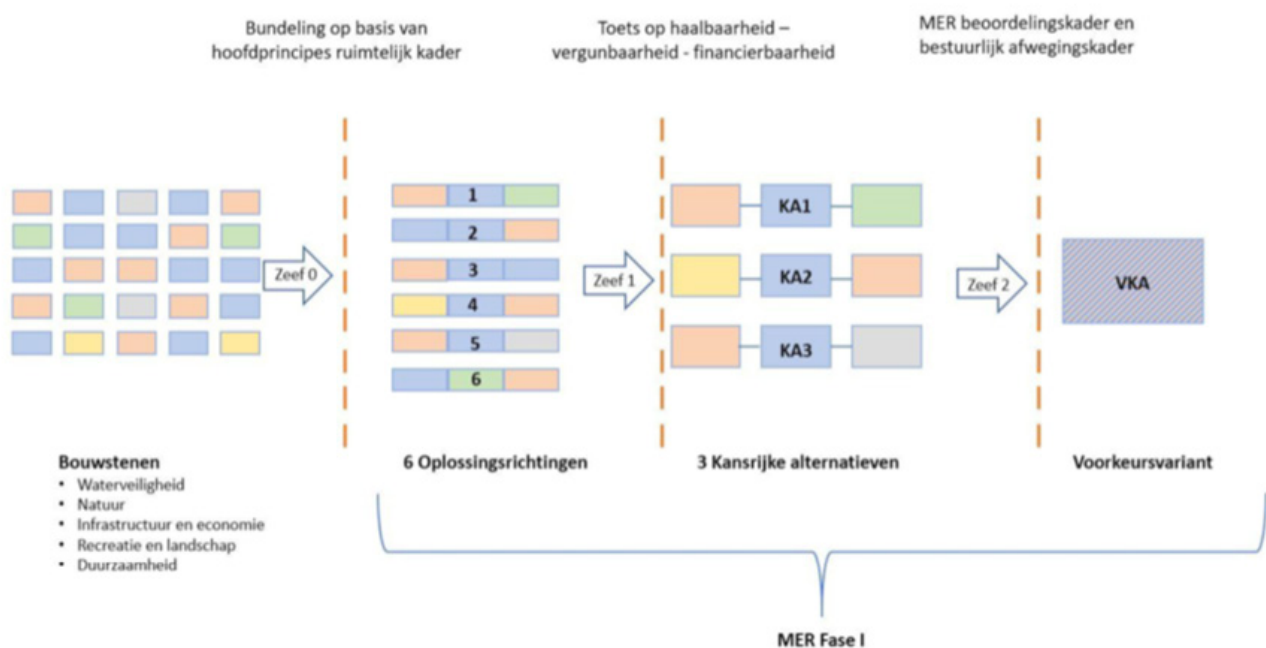 Bundeling op basis van
hoofdprincipes ruimtelijk kader
Toets op haalbaarheid –
vergunbaarheid - financierbaarheid
MER beoordelingskader en
bestuurlijk afwegingskader
Zeef 0
1
2
3
4
5
6
Zeef 1
KA1
KA2
KA3
Zeef 2
VKA
Bouwstenen
• Waterveiligheid
• Natuur
• Infrastructuur en economie
• Recreatie en landschap
• Duurzaamheid
6 Oplossingsrichtingen
3 Kansrijke alternatieven
Voorkeursvariant
MER Fase I